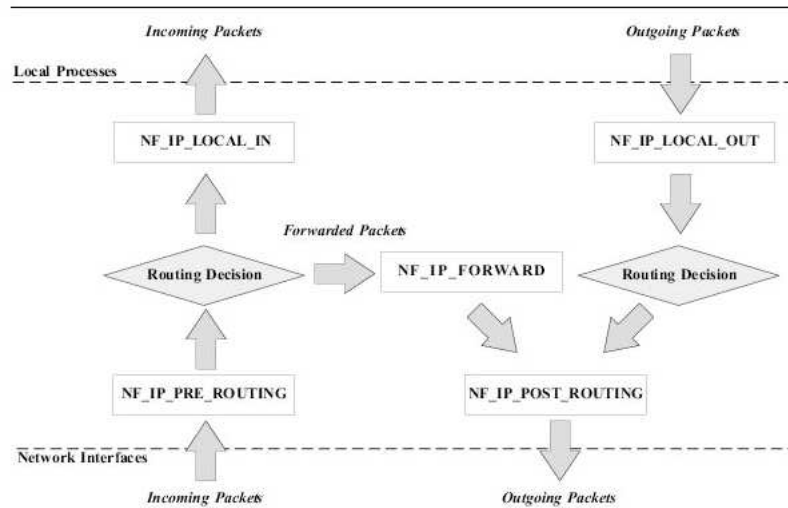 Incoming Packets
Outgoing Packets
Local Processes
NF_IP_LOCAL_IN
NF_IP_LOCAL_OUT
Forwarded Packets
Routing Decision
NF_IP_FORWARD
Routing Decision
NF_IP_PRE_ROUTING
NF_IP_POST_ROUTING
Network Interfaces
Incoming Packets
Outgoing Packets